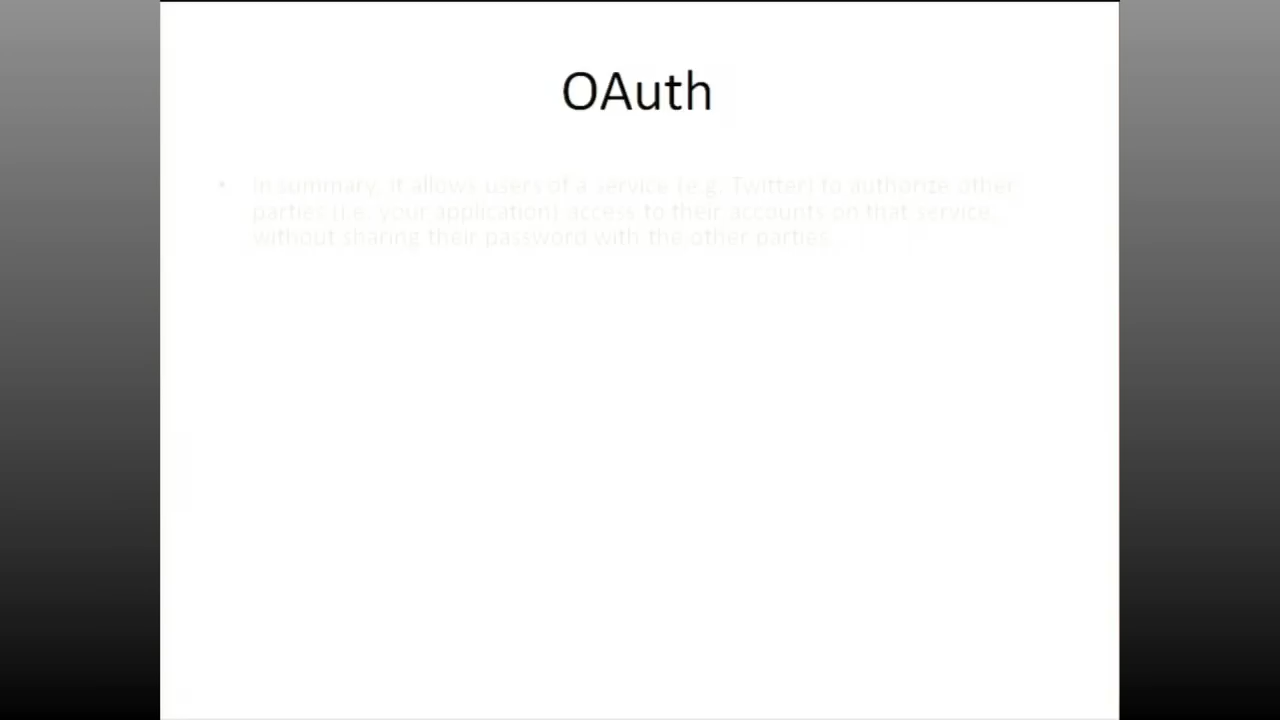 OAuth
• In summary, it allows users of a service (e.g. Twitter) to authorize other
parties (i.e. your application) access to their accounts on that service,
without sharing their password with the other parties.